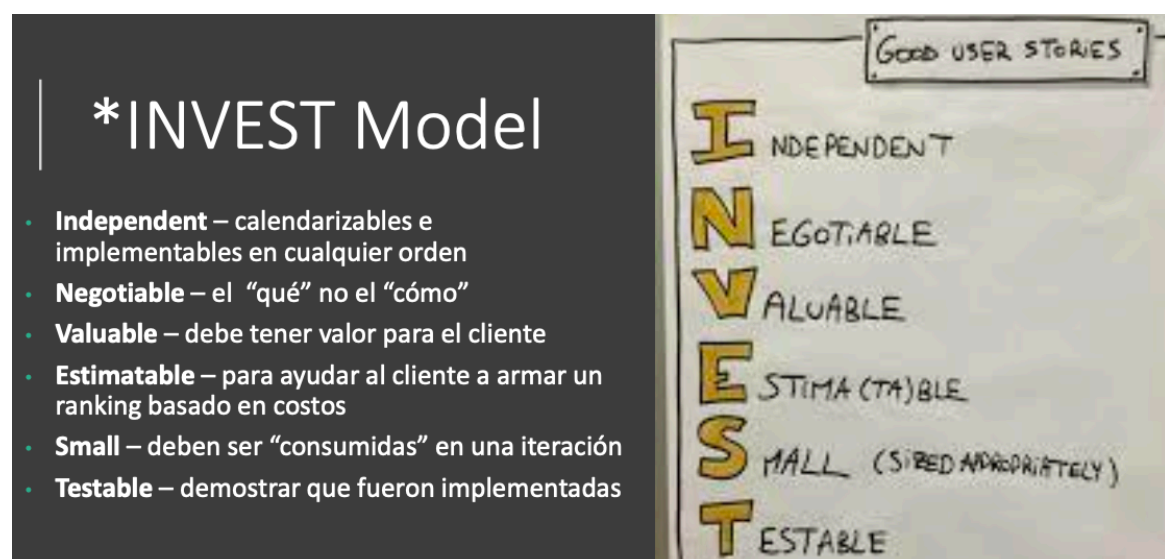 *INVEST Model
• Independent – calendarizables e
implementables en cualquier orden
• Negotiable – el “qué” no el “cómo”
• Valuable – debe tener valor para el cliente
• Estimatable – para ayudar al cliente a armar un
ranking basado en costos
• Small – deben ser “consumidas” en una iteración
• Testable – demostrar que fueron implementadas
GOOD USER STORIES
INDEPENDENT
NEGOTIABLE
VALUABLE
ESTIMA(TA)BLE
SMALL (SIZED APPROPRIATELY)
TESTABLE